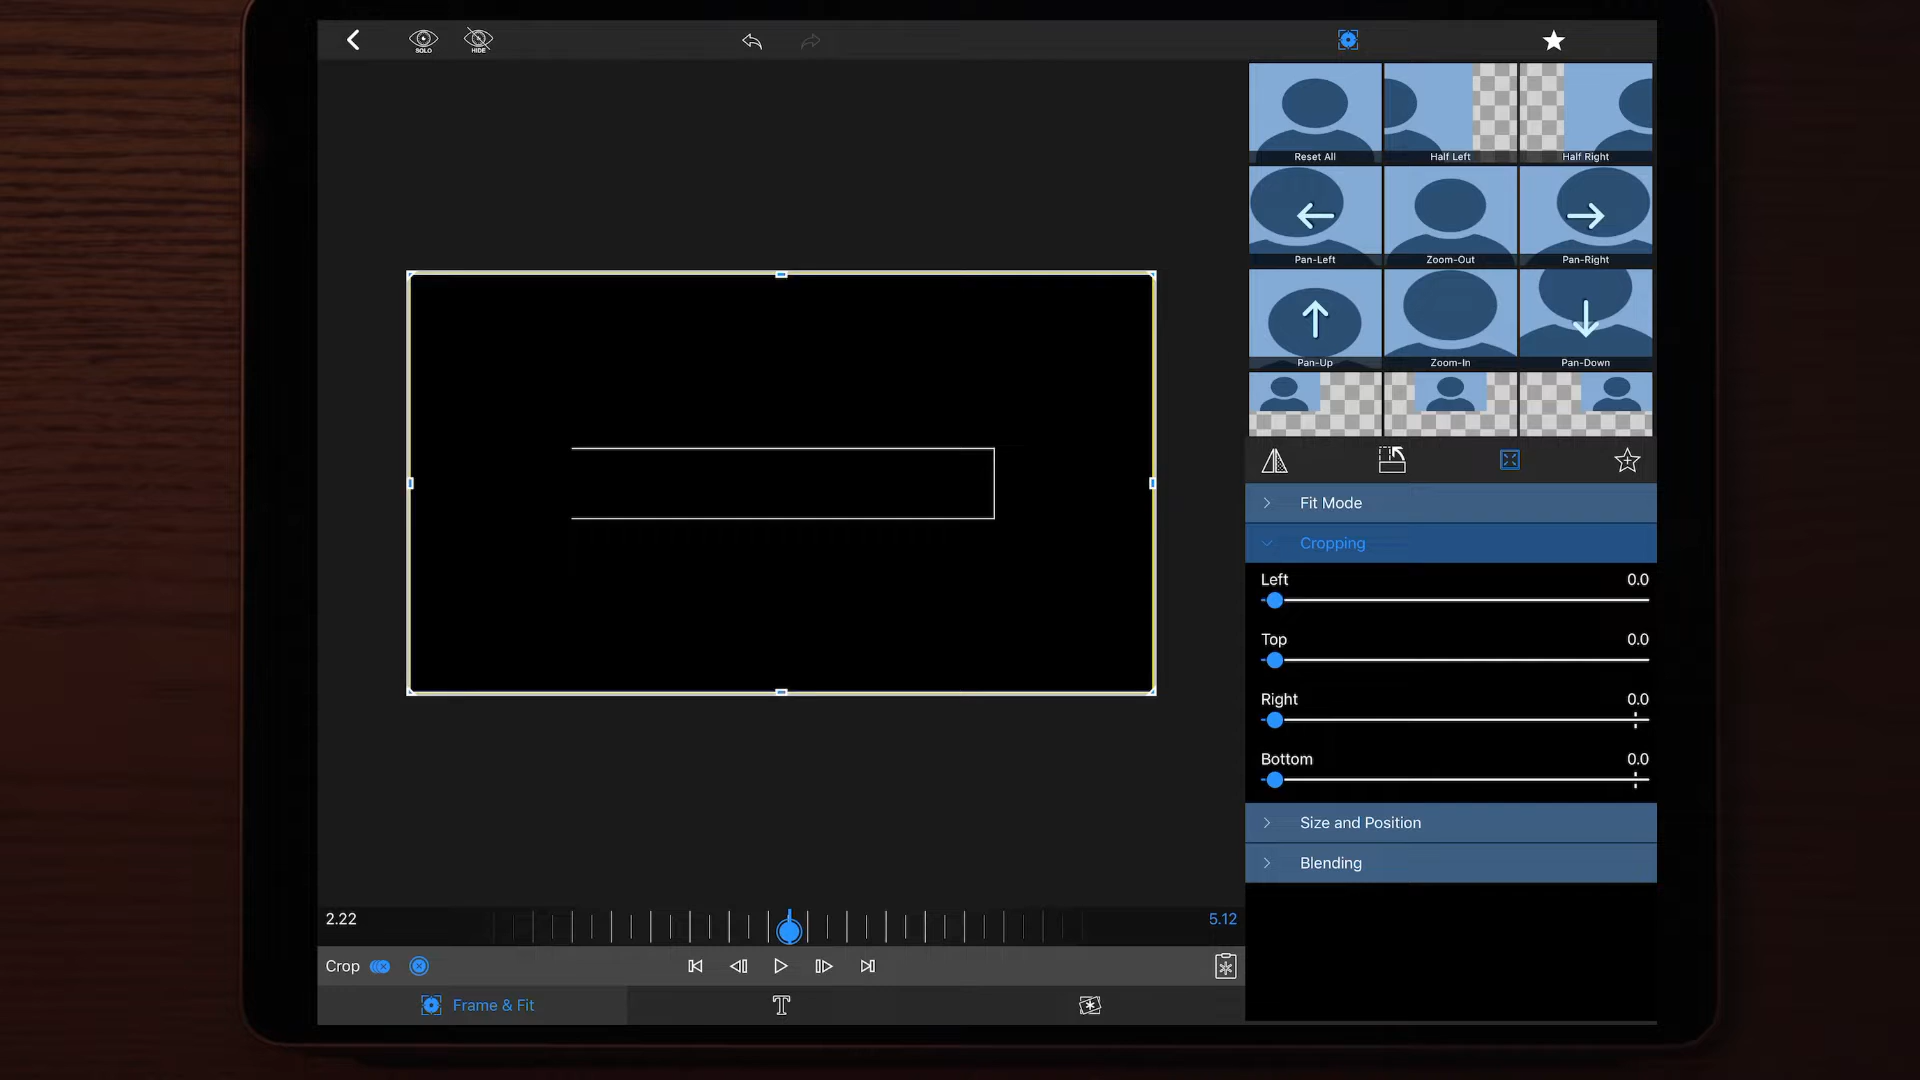 SOLO
HIDE
Reset All
Half Left
Half Right
Pan-Left
Zoom-Out
Pan-Right
Pan-Up
Zoom-In
Pan-Down
Fit Mode
Cropping
Left 0.0
Top 0.0
Right 0.0
Bottom 0.0
Size and Position
Blending
2.22
5.12
Crop
Frame & Fit